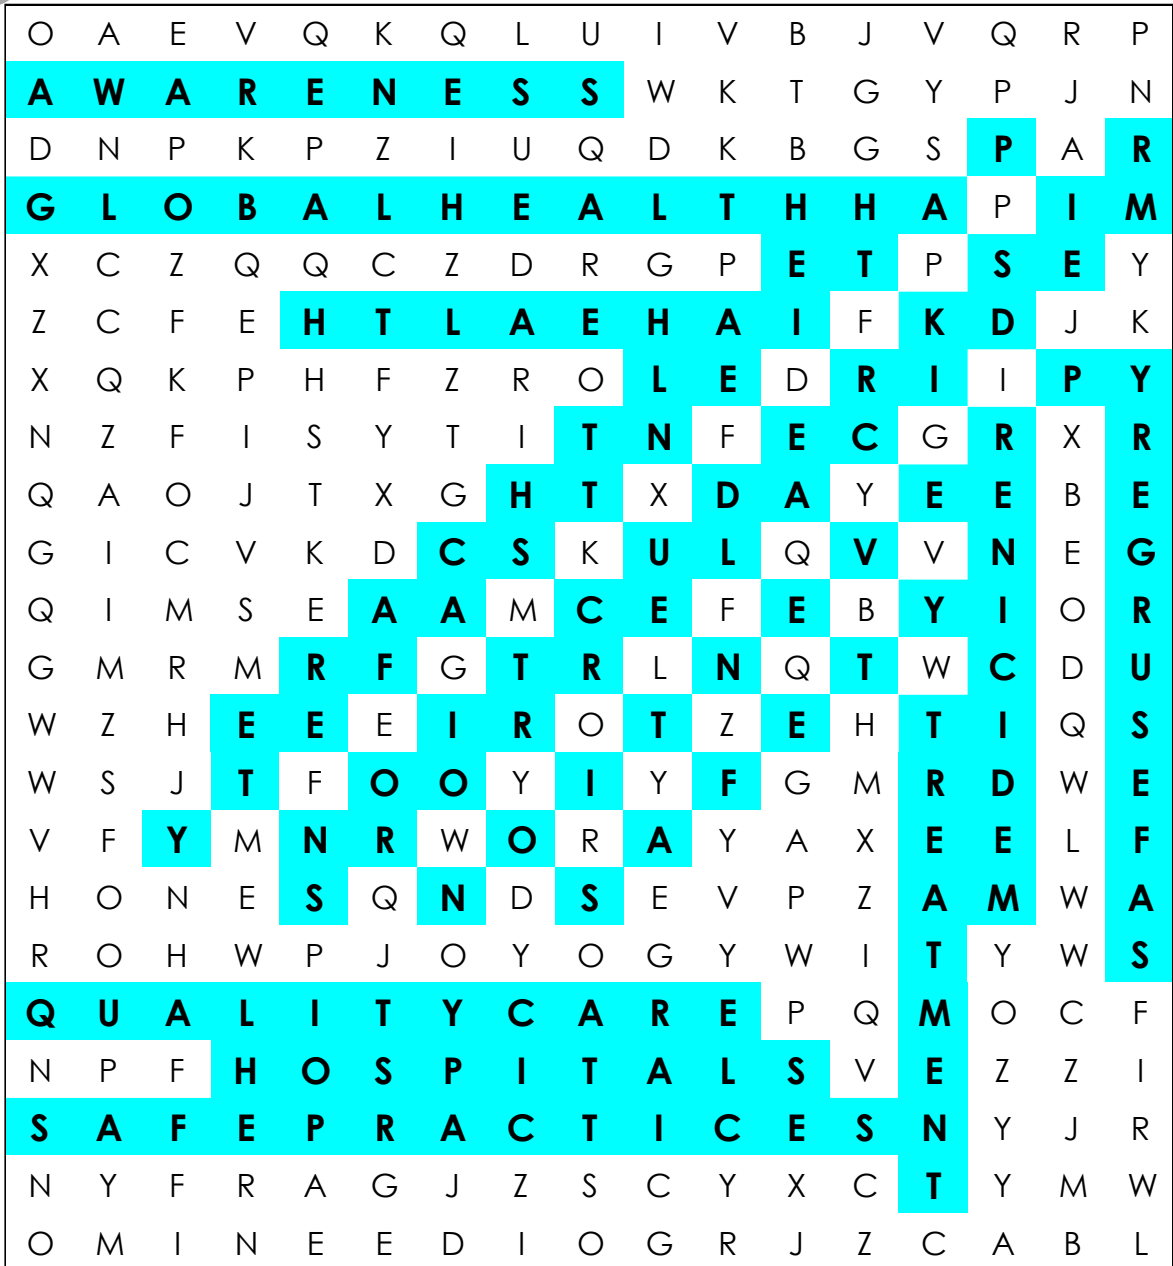 O A E V Q K Q L U I V B J V Q R P
A W A R E N E S S W K T G Y P J N
D N P K P Z I U Q D K B G S P A R
G L O B A L H E A L T H H A P I M
X C Z Q Q C Z D R G P E T P S E Y
Z C F E H T L A E H A I F K D J K
X Q K P H F Z R O L E D R I I P Y
N Z F I S Y T I T N F E C G R X R
Q A O J T X G H T X D A Y E E B E
G I C V K D C S K U L Q V V N E G
Q I M S E A A M C E F E B Y I O R
G M R M R F G T R L N Q T W C D U
W Z H E E E I R O T Z E H T I Q S
W S J T F O O Y I Y F G M R D W E
V F Y M N R W O R A Y A X E E L F
H O N E S Q N D S E V P Z A M W A
R O H W P J O Y O G Y W I T Y W S
Q U A L I T Y C A R E P Q M O C F
N P F H O S P I T A L S V E Z Z I
S A F E P R A C T I C E S N Y J R
N Y F R A G J Z S C Y X C T Y M W
O M I N E E D I O G R J Z C A B L